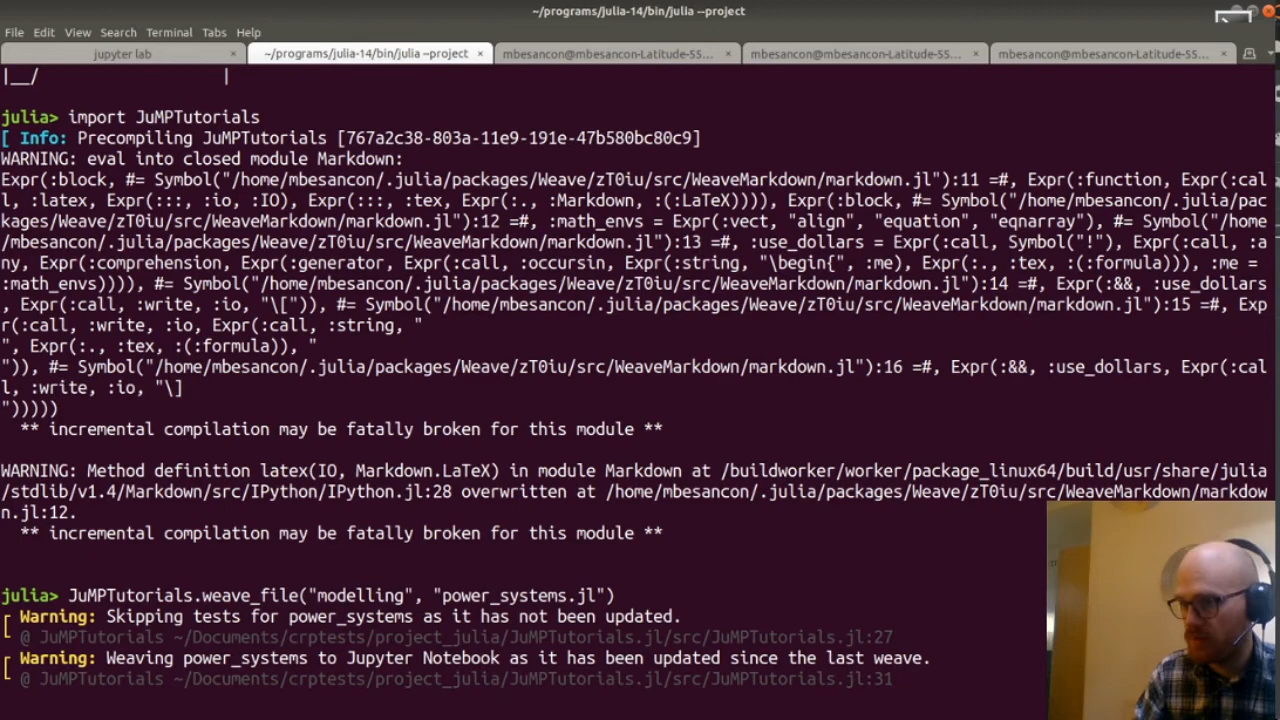 ~/programs/julia-14/bin/julia --project
File Edit View Search Terminal Tabs Help
jupyter lab × ~/programs/julia-14/bin/julia --project × mbesancon@mbesancon-Latitude-55... × mbesancon@mbesancon-Latitude-55... × mbesancon@mbesancon-Latitude-55... ×
|__/ |
julia> import JuMPTutorials
[ Info: Precompiling JuMPTutorials [767a2c38-803a-11e9-191e-47b580bc80c9]
WARNING: eval into closed module Markdown:
Expr(:block, #= Symbol("/home/mbesancon/.julia/packages/Weave/zT0iu/src/WeaveMarkdown/markdown.jl"):11 =#, Expr(:function, Expr(:cal
l, :latex, Expr(:::, :io, :IO), Expr(:::, :tex, Expr(:., :Markdown, :(:LaTeX)))), Expr(:block, #= Symbol("/home/mbesancon/.julia/pac
kages/Weave/zT0iu/src/WeaveMarkdown/markdown.jl"):12 =#, :math_envs = Expr(:vect, "align", "equation", "eqnarray"), #= Symbol("/home
/mbesancon/.julia/packages/Weave/zT0iu/src/WeaveMarkdown/markdown.jl"):13 =#, :use_dollars = Expr(:call, Symbol("!"), Expr(:call, :a
ny, Expr(:comprehension, Expr(:generator, Expr(:call, :occursin, Expr(:string, "\begin{", :me), Expr(:., :tex, :(:formula))), :me =
:math_envs)))), #= Symbol("/home/mbesancon/.julia/packages/Weave/zT0iu/src/WeaveMarkdown/markdown.jl"):14 =#, Expr(:&&, :use_dollars
, Expr(:call, :write, :io, "\[")), #= Symbol("/home/mbesancon/.julia/packages/Weave/zT0iu/src/WeaveMarkdown/markdown.jl"):15 =#, Exp
r(:call, :write, :io, Expr(:call, :string, "
", Expr(:., :tex, :(:formula)), "
")), #= Symbol("/home/mbesancon/.julia/packages/Weave/zT0iu/src/WeaveMarkdown/markdown.jl"):16 =#, Expr(:&&, :use_dollars, Expr(:cal
l, :write, :io, "\]
")))))
** incremental compilation may be fatally broken for this module **
WARNING: Method definition latex(IO, Markdown.LaTeX) in module Markdown at /buildworker/worker/package_linux64/build/usr/share/julia
/stdlib/v1.4/Markdown/src/IPython/IPython.jl:28 overwritten at /home/mbesancon/.julia/packages/Weave/zT0iu/src/WeaveMarkdown/markdow
n.jl:12.
** incremental compilation may be fatally broken for this module **
julia> JuMPTutorials.weave_file("modelling", "power_systems.jl")
[ Warning: Skipping tests for power_systems as it has not been updated.
@ JuMPTutorials ~/Documents/crptests/project_julia/JuMPTutorials.jl/src/JuMPTutorials.jl:27
[ Warning: Weaving power_systems to Jupyter Notebook as it has been updated since the last weave.
@ JuMPTutorials ~/Documents/crptests/project_julia/JuMPTutorials.jl/src/JuMPTutorials.jl:31